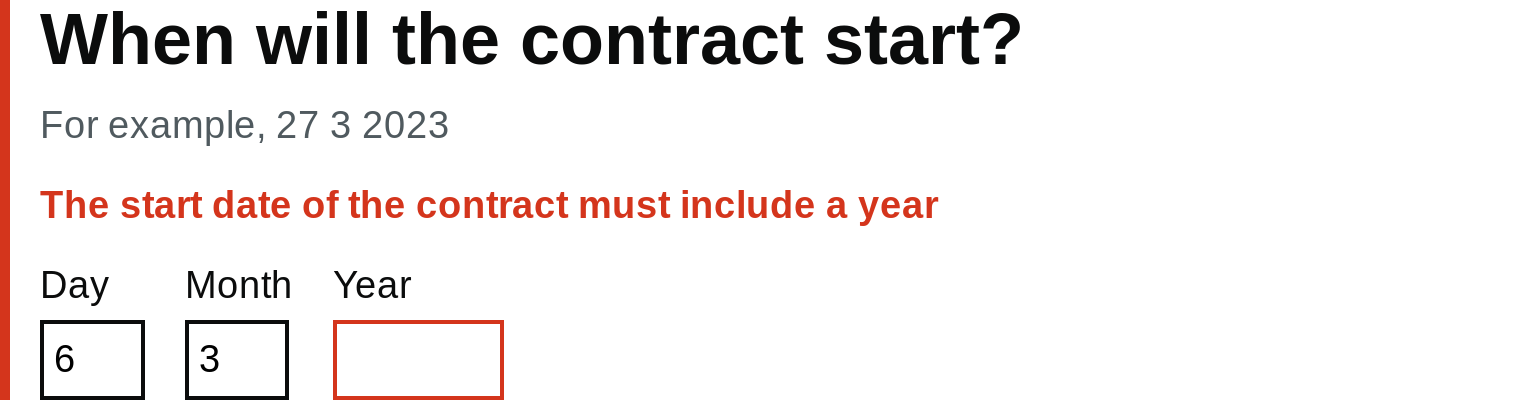 When will the contract start?
For example, 27 3 2023
The start date of the contract must include a year
Day Month Year
6 3